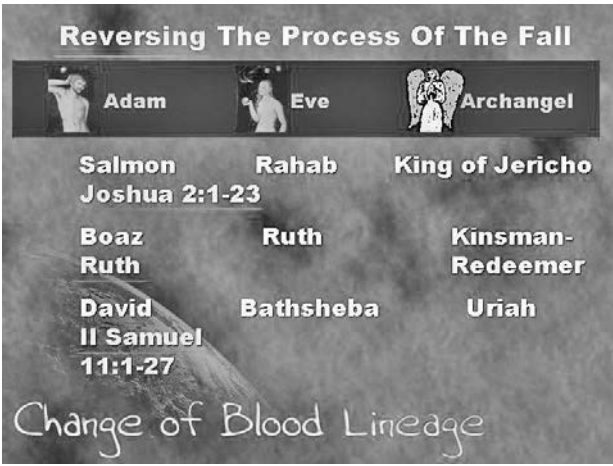 Reversing The Process Of The Fall
Adam Eve Archangel
Salmon Rahab King of Jericho
Joshua 2:1-23
Boaz Ruth Kinsman-
Ruth Redeemer
David Bathsheba Uriah
II Samuel
11:1-27
Change of Blood Lineage